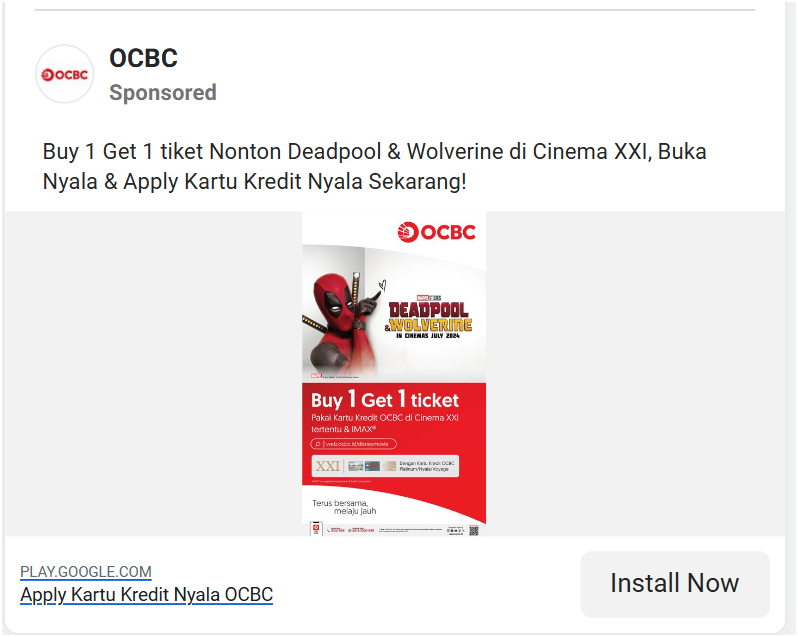 OCBC
OCBC
Sponsored
Buy 1 Get 1 tiket Nonton Deadpool & Wolverine di Cinema XXI, Buka
Nyala & Apply Kartu Kredit Nyala Sekarang!
OCBC
MARVEL STUDIOS
DEADPOOL
& WOLVERINE
IN CINEMAS JULY 2024
Buy 1 Get 1 ticket
Pakai Kartu Kredit OCBC di Cinema XXI
tertentu & IMAX®
web.ocbc.id/disneymovie
XXI
Dengan Kartu Kredit OCBC
Platinum/Nyala/Voyage.
Terus bersama,
melaju jauh
PLAY.GOOGLE.COM
Apply Kartu Kredit Nyala OCBC
Install Now